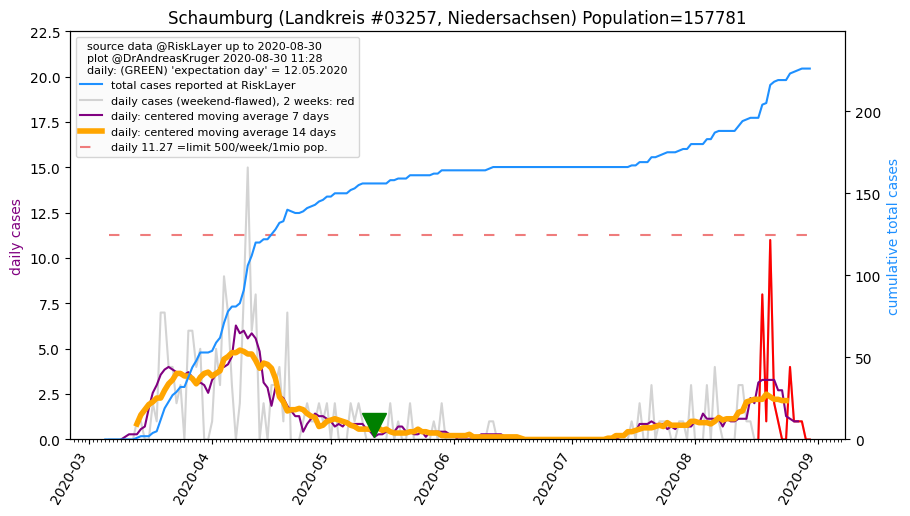 Schaumburg (Landkreis #03257, Niedersachsen) Population=157781
source data @RiskLayer up to 2020-08-30
plot @DrAndreasKruger 2020-08-30 11:28
daily: (GREEN) 'expectation day' = 12.05.2020
total cases reported at RiskLayer
daily cases (weekend-flawed), 2 weeks: red
daily: centered moving average 7 days
daily: centered moving average 14 days
daily 11.27 =limit 500/week/1mio pop.
daily cases
22.5
20.0
17.5
15.0
12.5
10.0
7.5
5.0
2.5
0.0
cumulative total cases
200
150
100
50
0
2020-03
2020-04
2020-05
2020-06
2020-07
2020-08
2020-09